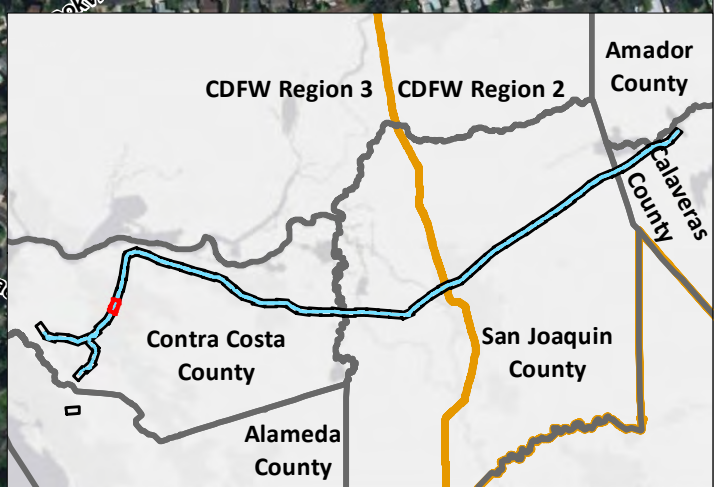 CDFW Region 3
CDFW Region 2
Amador
County
Calaveras
County
Contra Costa
County
San Joaquin
County
Alameda
County